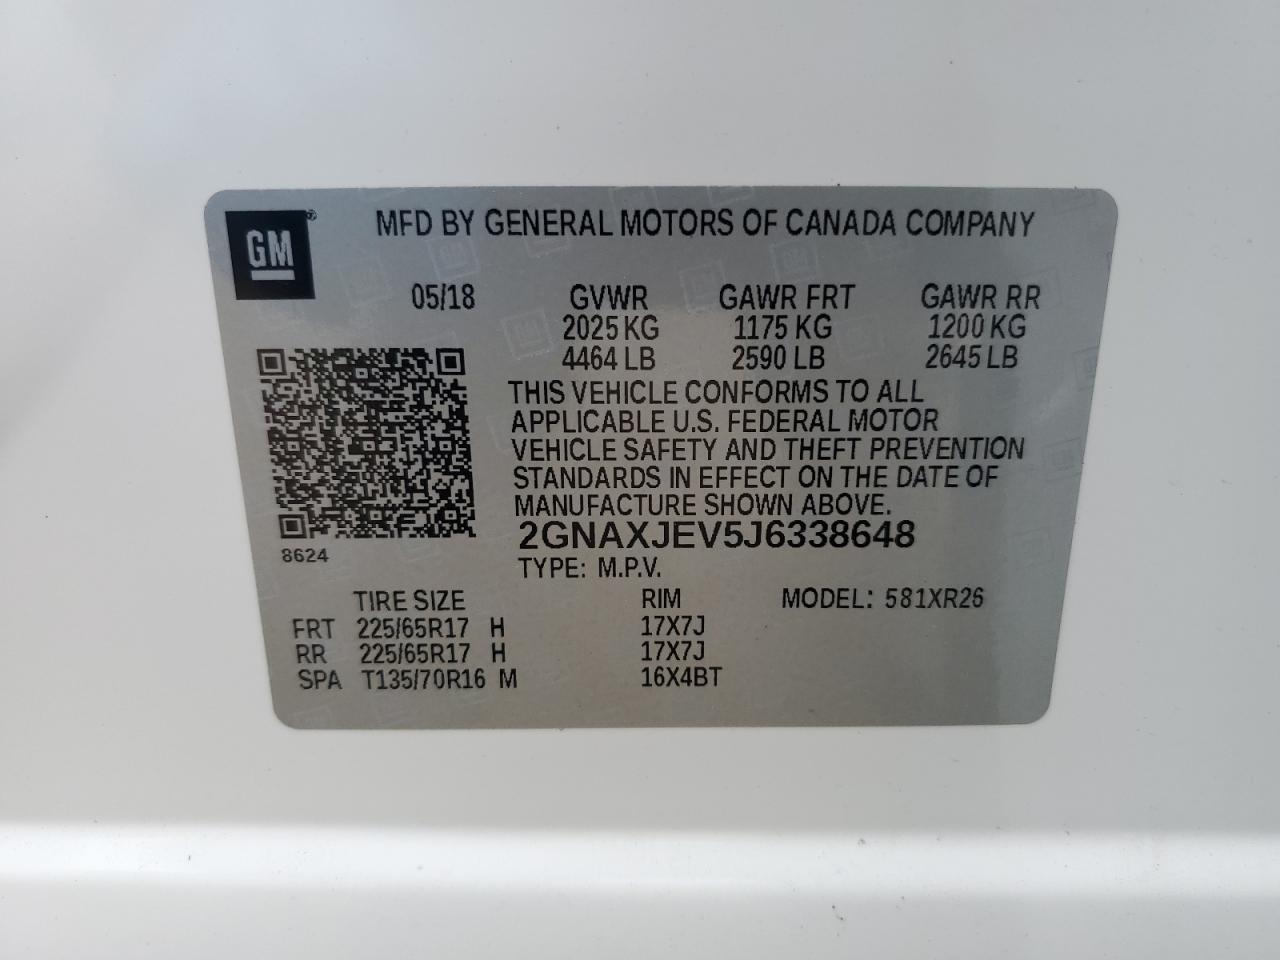 GM
MFD BY GENERAL MOTORS OF CANADA COMPANY
05/18 GVWR GAWR FRT GAWR RR
2025 KG 1175 KG 1200 KG
4464 LB 2590 LB 2645 LB
THIS VEHICLE CONFORMS TO ALL
APPLICABLE U.S. FEDERAL MOTOR
VEHICLE SAFETY AND THEFT PREVENTION
STANDARDS IN EFFECT ON THE DATE OF
MANUFACTURE SHOWN ABOVE.
2GNAXJEV5J6338648
8624
TYPE: M.P.V.
TIRE SIZE RIM MODEL: 581XR26
FRT 225/65R17 H 17X7J
RR 225/65R17 H 17X7J
SPA T135/70R16 M 16X4BT